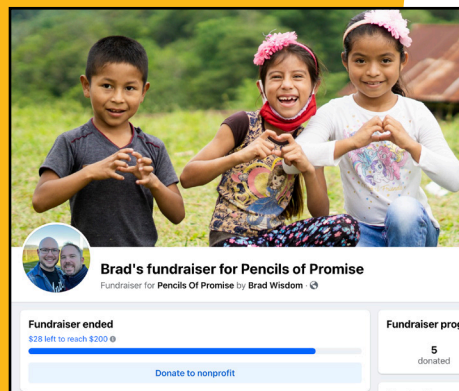 Brad's fundraiser for Pencils of Promise
Fundraiser for Pencils Of Promise by Brad Wisdom ·
Fundraiser ended
$28 left to reach $200
Donate to nonprofit
Fundraiser prog
5
donated